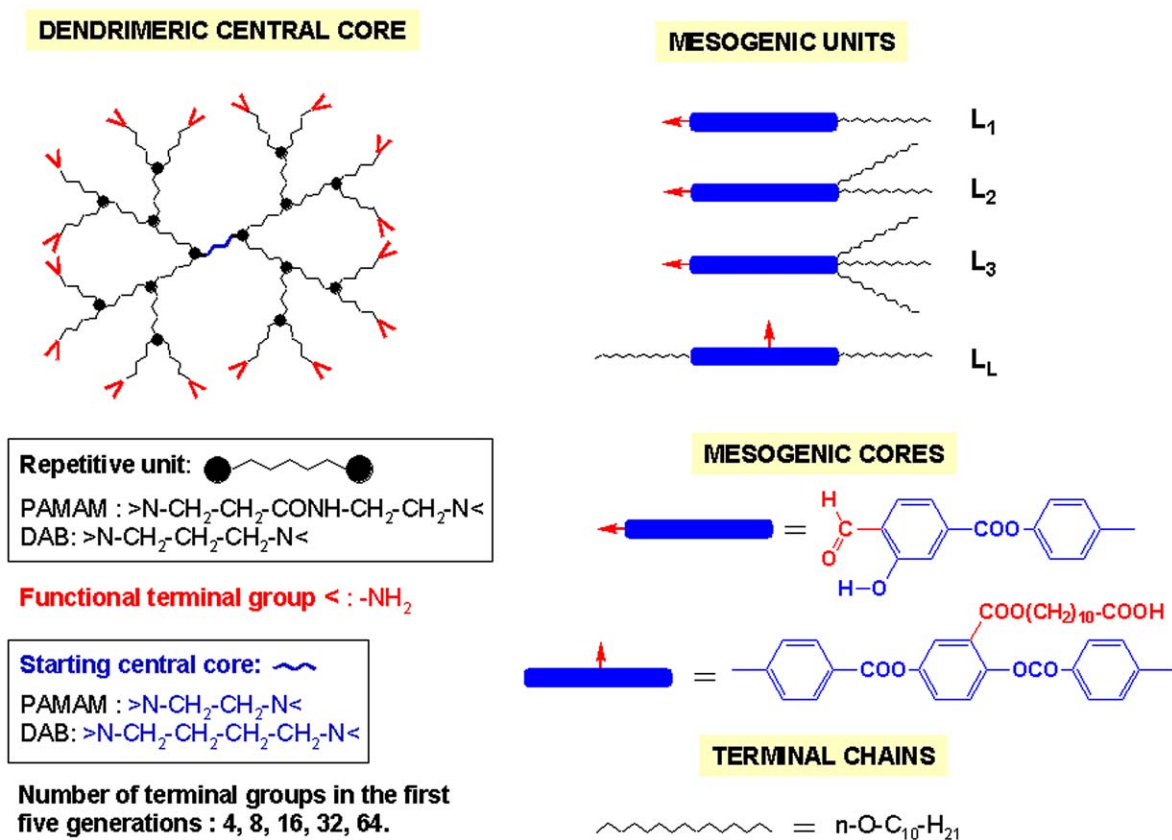 DENDRIMERIC CENTRAL CORE
Repetitive unit:
PAMAM : >N-CH₂-CH₂-CONH-CH₂-CH₂-N<
DAB: >N-CH₂-CH₂-CH₂-N<
Functional terminal group < : -NH₂
Starting central core:
PAMAM : >N-CH₂-CH₂-N<
DAB: >N-CH₂-CH₂-CH₂-CH₂-N<
Number of terminal groups in the first
five generations : 4, 8, 16, 32, 64.
MESOGENIC UNITS
L₁
L₂
L₃
L_L
MESOGENIC CORES
H
= COO
O
H-O
COO(CH₂)₁₀-COOH
= COO OCO
TERMINAL CHAINS
= n-O-C₁₀-H₂₁